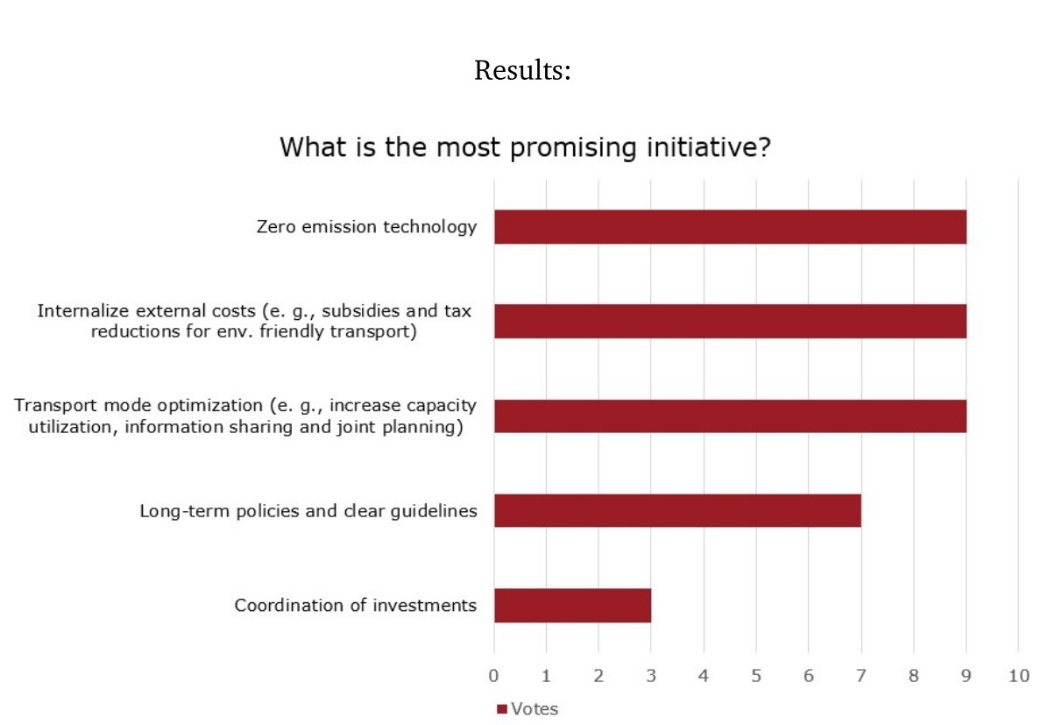 Results:
What is the most promising initiative?
Zero emission technology
Internalize external costs (e. g., subsidies and tax
reductions for env. friendly transport)
Transport mode optimization (e. g., increase capacity
utilization, information sharing and joint planning)
Long-term policies and clear guidelines
Coordination of investments
0 1 2 3 4 5 6 7 8 9 10
Votes